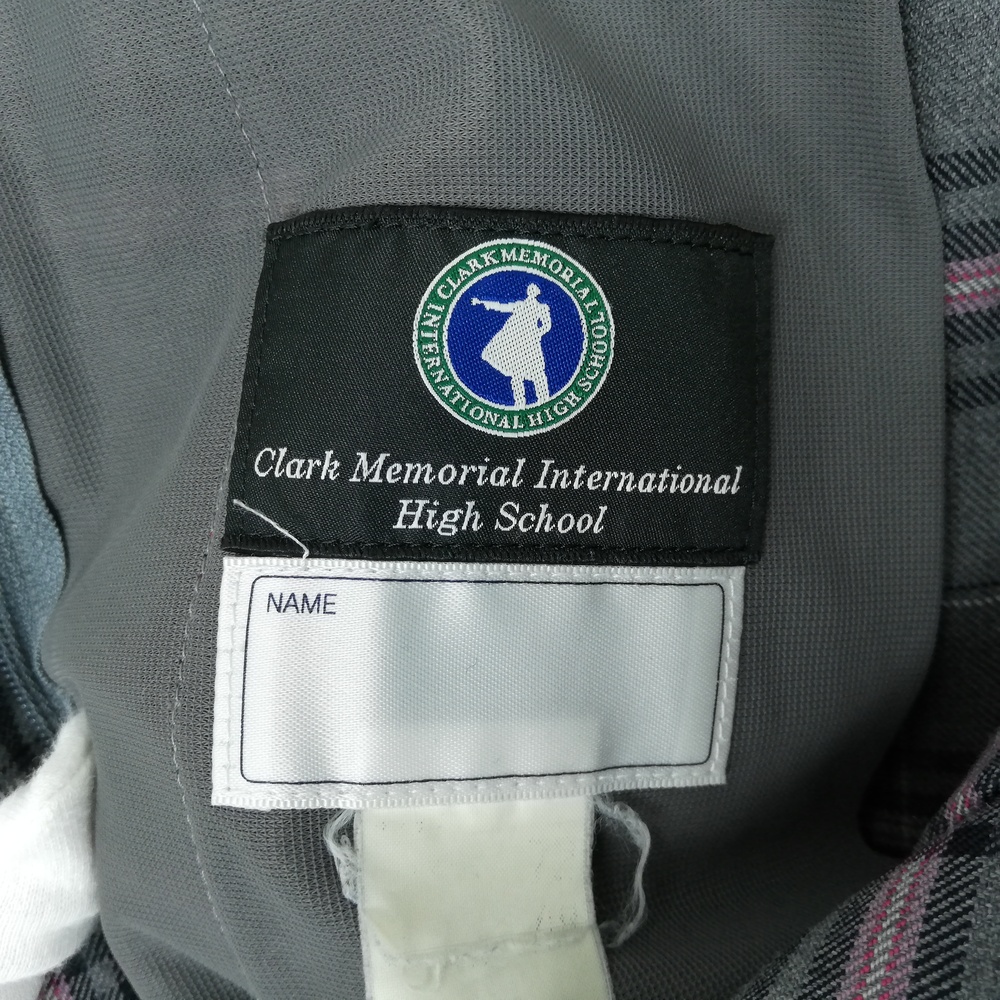 CLARK MEMORIAL
INTERNATIONAL HIGH SCHOOL
Clark Memorial International
High School
NAME